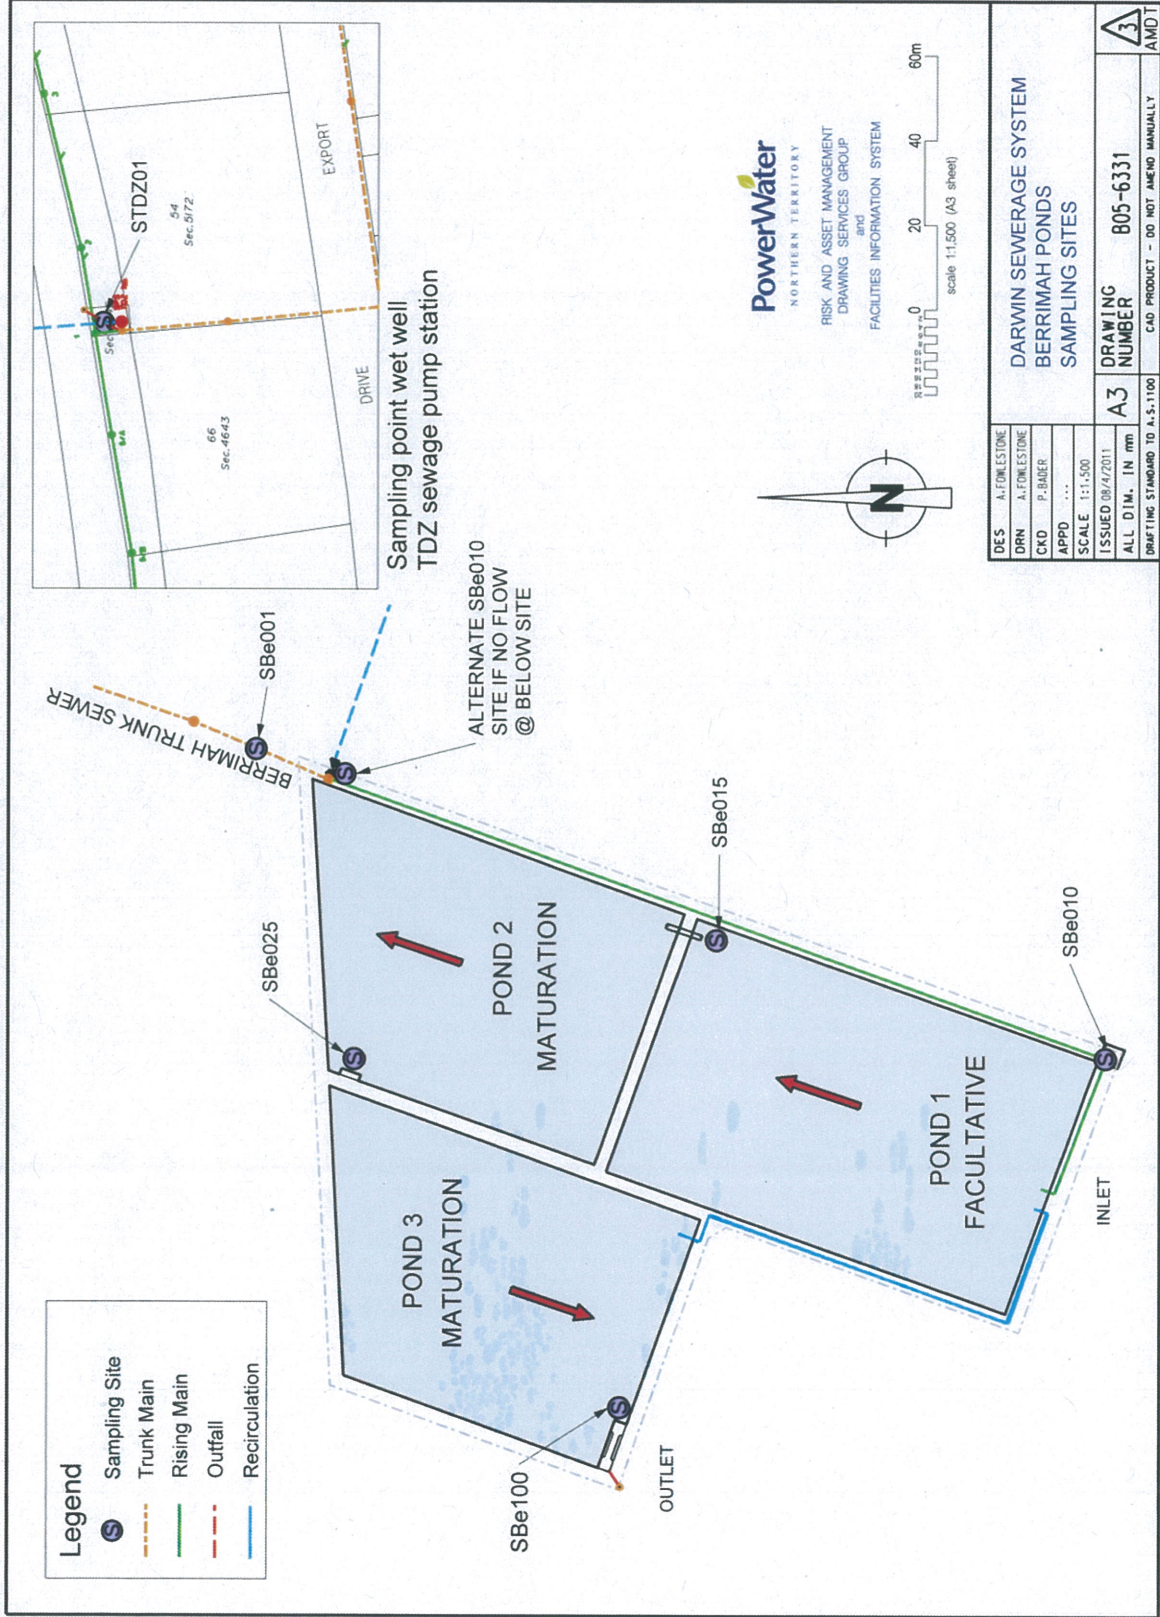 Legend
Sampling Site
Trunk Main
Rising Main
Outfall
Recirculation
SBe100
OUTLET
POND 3
MATURATION
SBe025
POND 2
MATURATION
POND 1
FACULTATIVE
INLET
SBe010
SBe015
BERRIMAH TRUNK SEWER
SBe001
ALTERNATE SBe010
SITE IF NO FLOW
@ BELOW SITE
Sampling point wet well
TDZ sewage pump station
STDZ01
54
Sec.5172
66
Sec.4643
Sec
DRIVE
EXPORT
N
PowerWater
NORTHERN TERRITORY
RISK AND ASSET MANAGEMENT
DRAWING SERVICES GROUP
and
FACILITIES INFORMATION SYSTEM
0 20 40 60m
scale 1:1,500 (A3 sheet)
DES A.FOWLESTONE
DRN A.FOWLESTONE
CKD P.BADER
APPD ...
SCALE 1:1,500
ISSUED 08/4/2011
ALL DIM. IN mm
A3
DARWIN SEWERAGE SYSTEM
BERRIMAH PONDS
SAMPLING SITES
DRAWING
NUMBER
B05-6331
3
AMDT
DRAFTING STANDARD TO A.S.1100
CAD PRODUCT - DO NOT AMEND MANUALLY